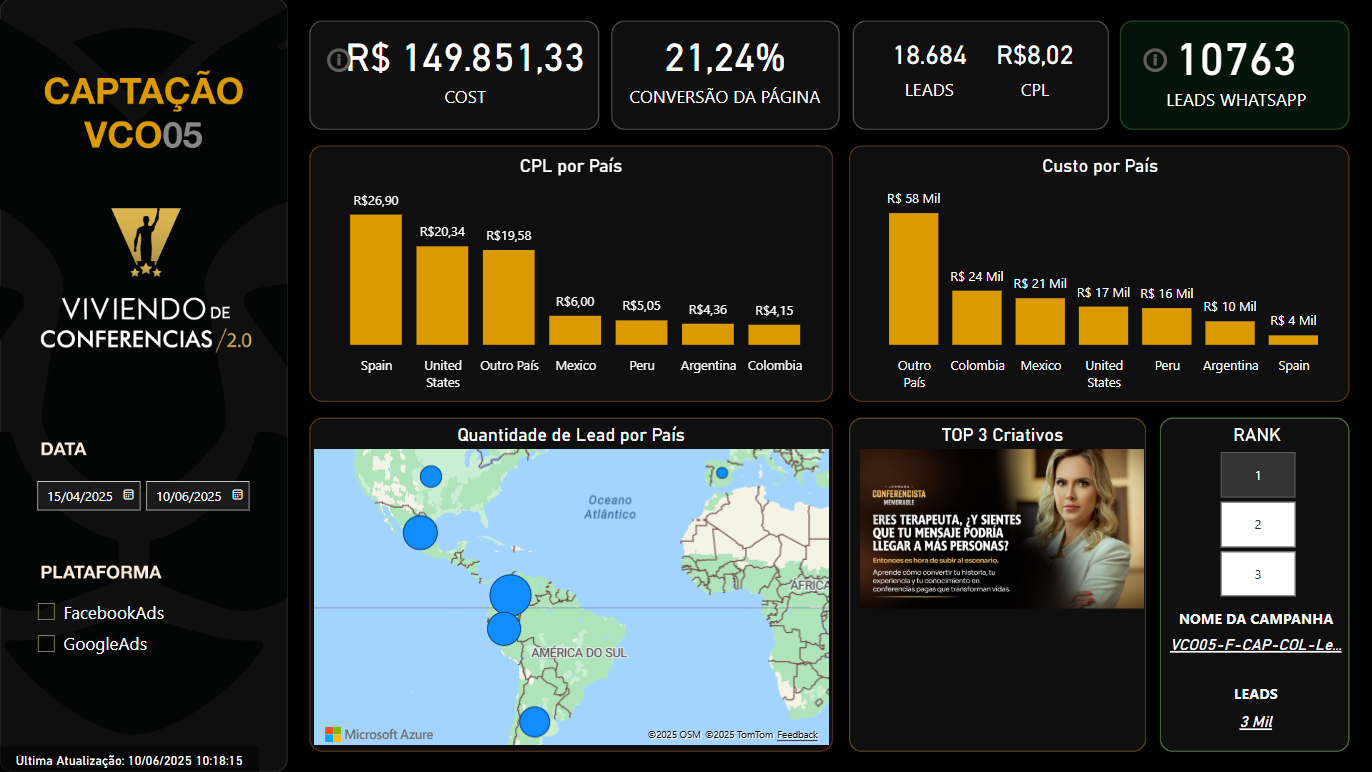 CAPTAÇÃO
VCO05
VIVIENDO DE
CONFERENCIAS/2.0
DATA
15/04/2025
10/06/2025
PLATAFORMA
FacebookAds
GoogleAds
Última Atualização: 10/06/2025 10:18:15
R$ 149.851,33
COST
21,24%
CONVERSÃO DA PÁGINA
18.684
LEADS
R$8,02
CPL
10763
LEADS WHATSAPP
CPL por País
R$26,90
R$20,34
R$19,58
R$6,00
R$5,05
R$4,36
R$4,15
Spain
United
States
Outro País
Mexico
Peru
Argentina
Colombia
Custo por País
R$ 58 Mil
R$ 24 Mil
R$ 21 Mil
R$ 17 Mil
R$ 16 Mil
R$ 10 Mil
R$ 4 Mil
Outro
País
Colombia
Mexico
United
States
Peru
Argentina
Spain
Quantidade de Lead por País
Oceano
Atlântico
ÁFRICA
AMÉRICA DO SUL
Microsoft Azure
©2025 OSM ©2025 TomTom Feedback
TOP 3 Criativos
JORNADA
CONFERENCISTA
MEMORABLE
ERES TERAPEUTA, ¿Y SIENTES
QUE TU MENSAJE PODRÍA
LLEGAR A MÁS PERSONAS?
Entonces es hora de subir al escenario.
Aprende cómo convertir tu historia, tu
experiencia y tu conocimiento en
conferencias pagas que transforman vidas.
RANK
1
2
3
NOME DA CAMPANHA
VCO05-F-CAP-COL-Le...
LEADS
3 Mil